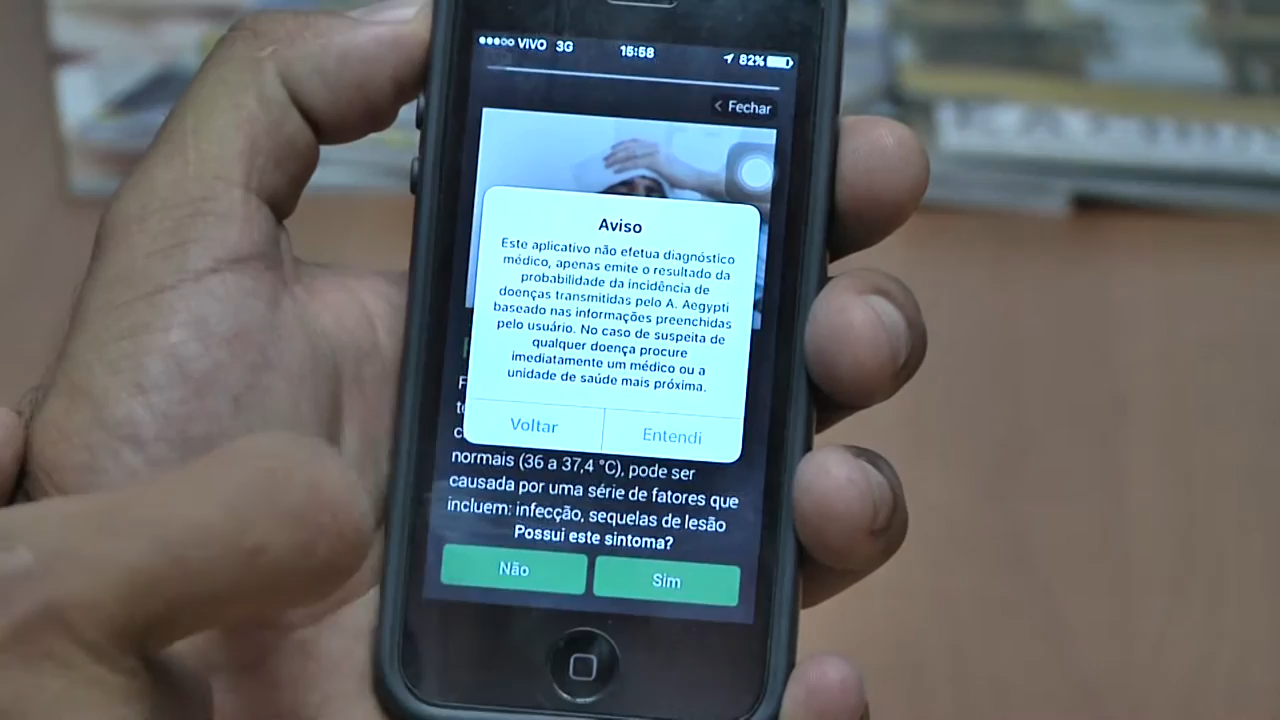 VIVO 3G 15:58 82%
Fechar
Aviso
Este aplicativo não efetua diagnóstico
médico, apenas emite o resultado da
probabilidade da incidência de
doenças transmitidas pelo A. Aegypti
baseado nas informações preenchidas
pelo usuário. No caso de suspeita de
qualquer doença procure
imediatamente um médico ou a
unidade de saúde mais próxima.
Voltar Entendi
normais (36 a 37,4 °C), pode ser
causada por uma série de fatores que
incluem: infecção, sequelas de lesão
Possui este sintoma?
Não Sim